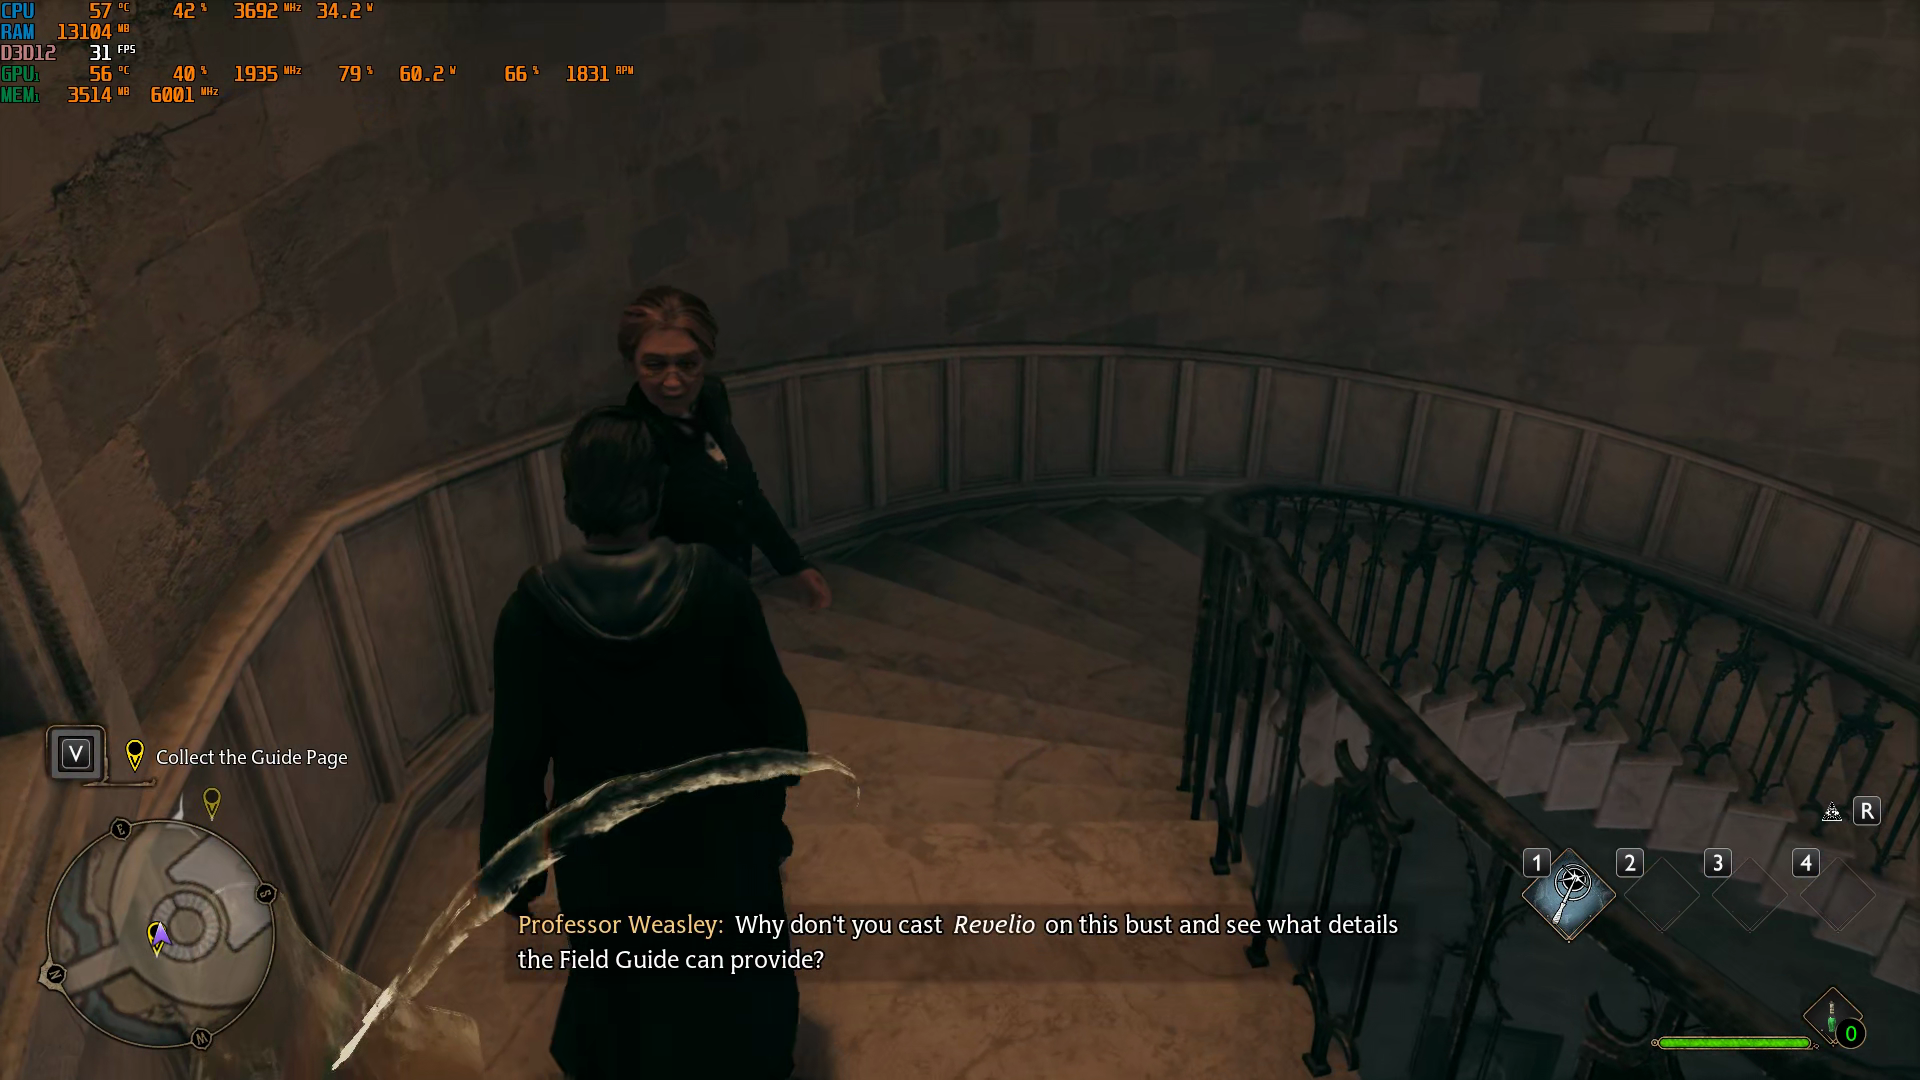 CPU 57 °C 42 % 3692 MHz 34.2 W
RAM 13104 MB
D3D12 31 FPS
GPU1 56 °C 40 % 1935 MHz 79 % 60.2 W 66 % 1831 RPM
MEM1 3514 MB 6001 MHz
V Collect the Guide Page
E
S
N
W
R
1 2 3 4
Professor Weasley: Why don't you cast Revelio on this bust and see what details
the Field Guide can provide?
0